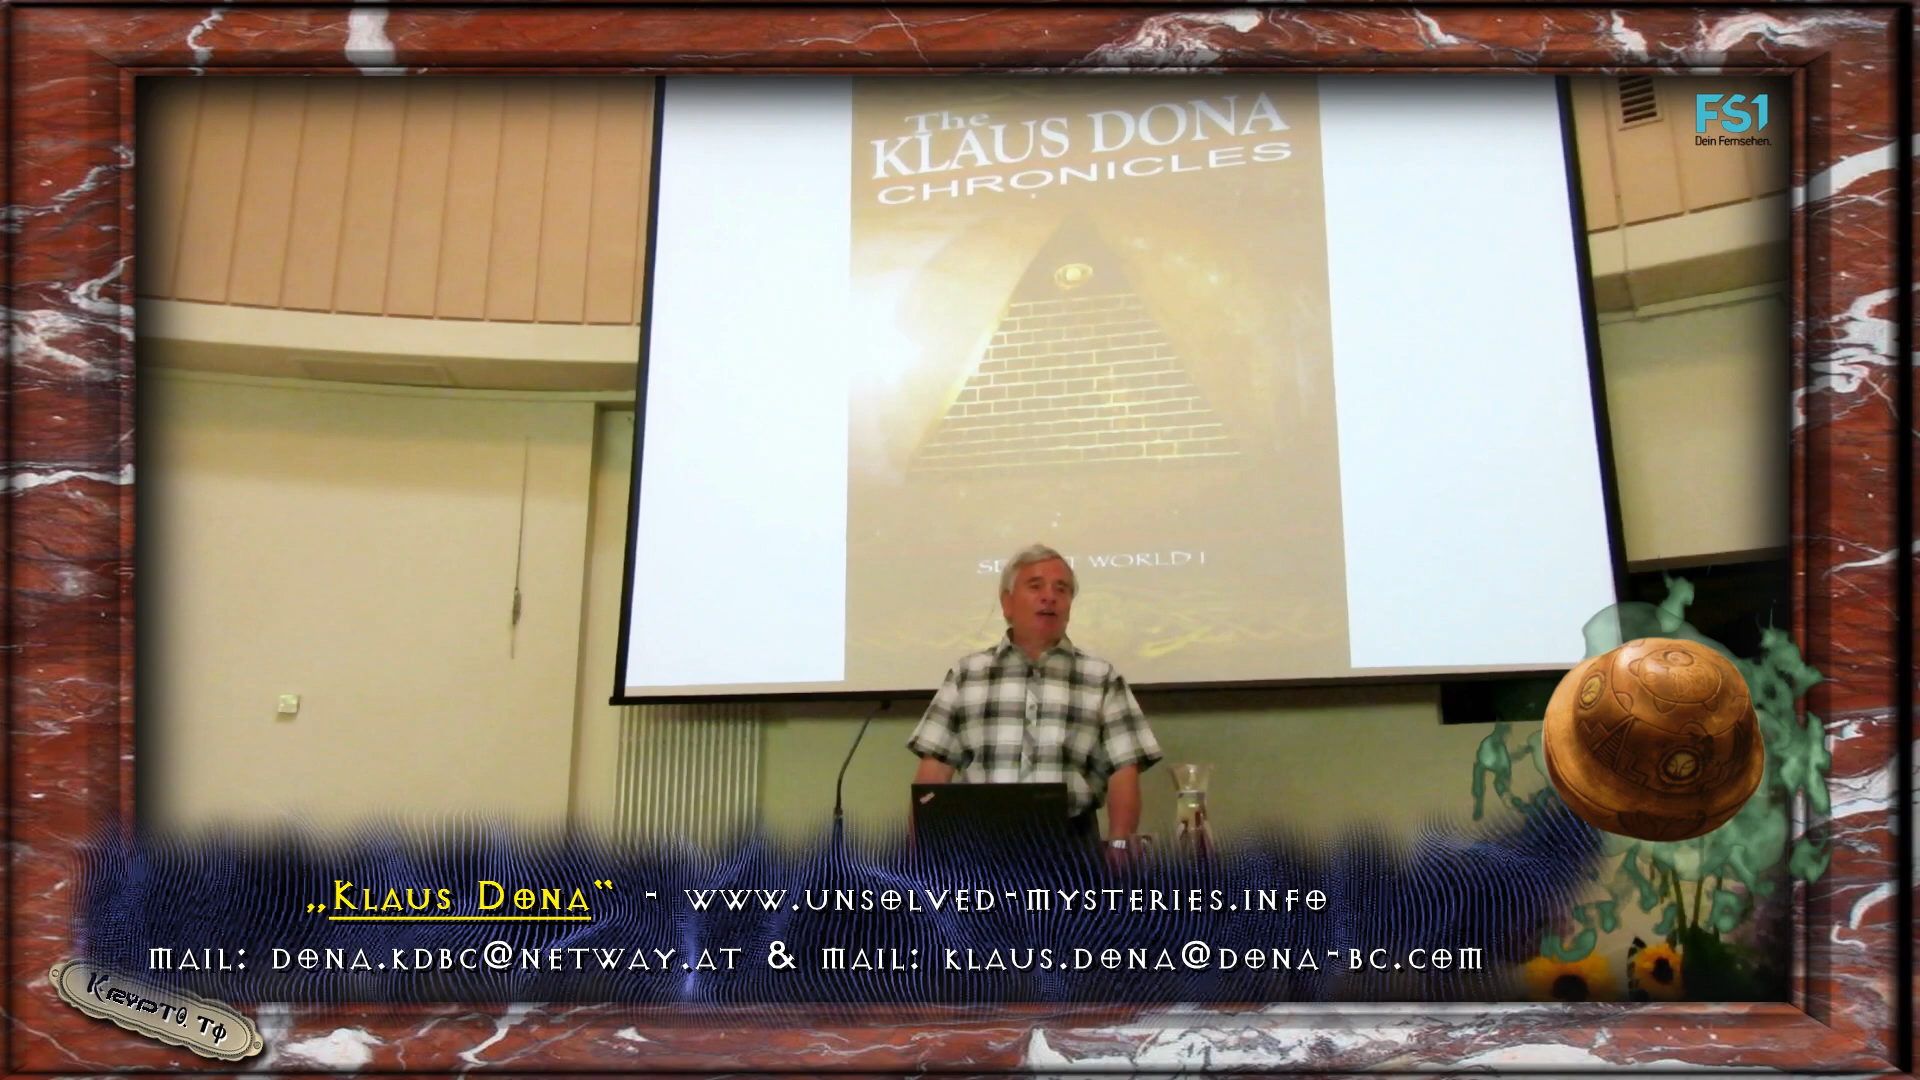 The
KLAUS DONA
CHRONICLES
FS1
Dein Fernsehen.
WORLD I
„Klaus Dona“ - www.unsolved-mysteries.info
mail: dona.kdbc@netway.at & mail: klaus.dona@dona-bc.com
Krypto.TV